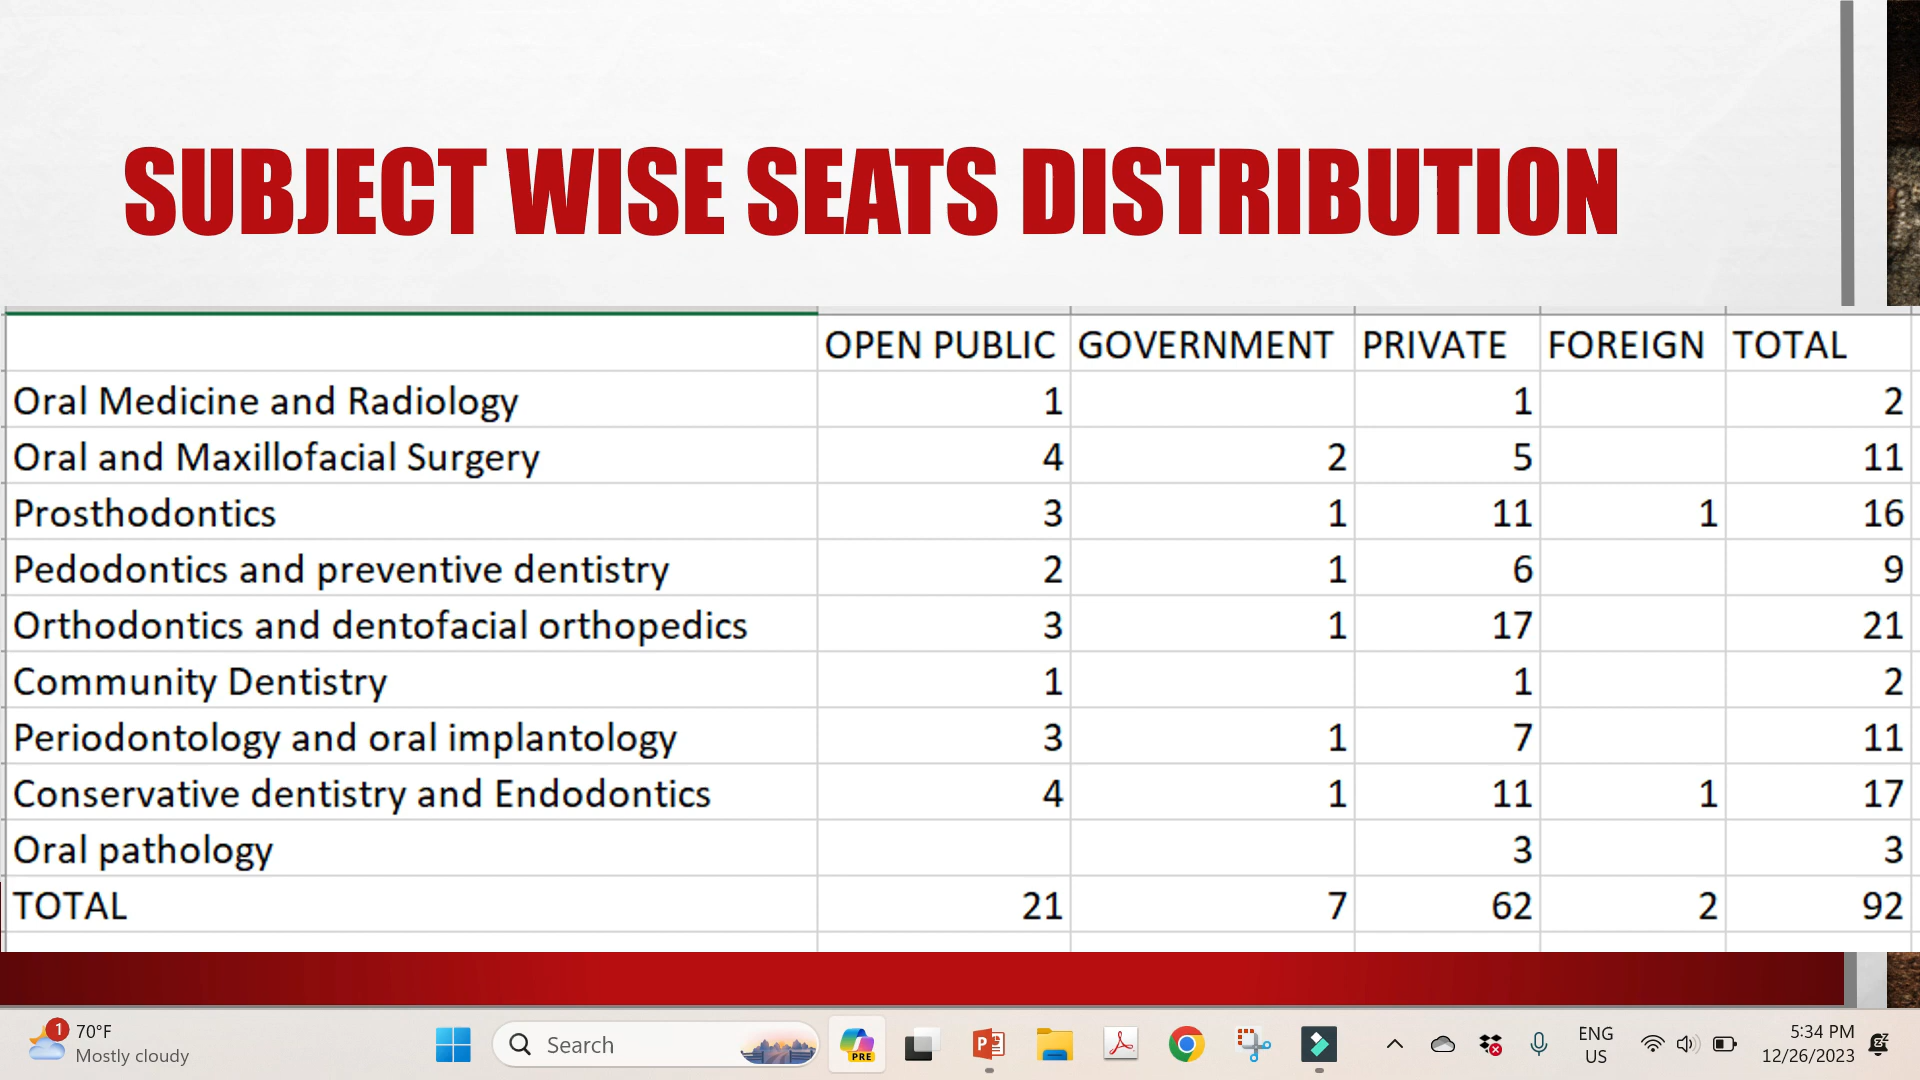 SUBJECT WISE SEATS DISTRIBUTION
OPEN PUBLIC GOVERNMENT PRIVATE FOREIGN TOTAL
Oral Medicine and Radiology 1 1 2
Oral and Maxillofacial Surgery 4 2 5 11
Prosthodontics 3 1 11 1 16
Pedodontics and preventive dentistry 2 1 6 9
Orthodontics and dentofacial orthopedics 3 1 17 21
Community Dentistry 1 1 2
Periodontology and oral implantology 3 1 7 11
Conservative dentistry and Endodontics 4 1 11 1 17
Oral pathology 3 3
TOTAL 21 7 62 2 92
1 70°F
Mostly cloudy
Search
PRE
ENG
US
5:34 PM
12/26/2023